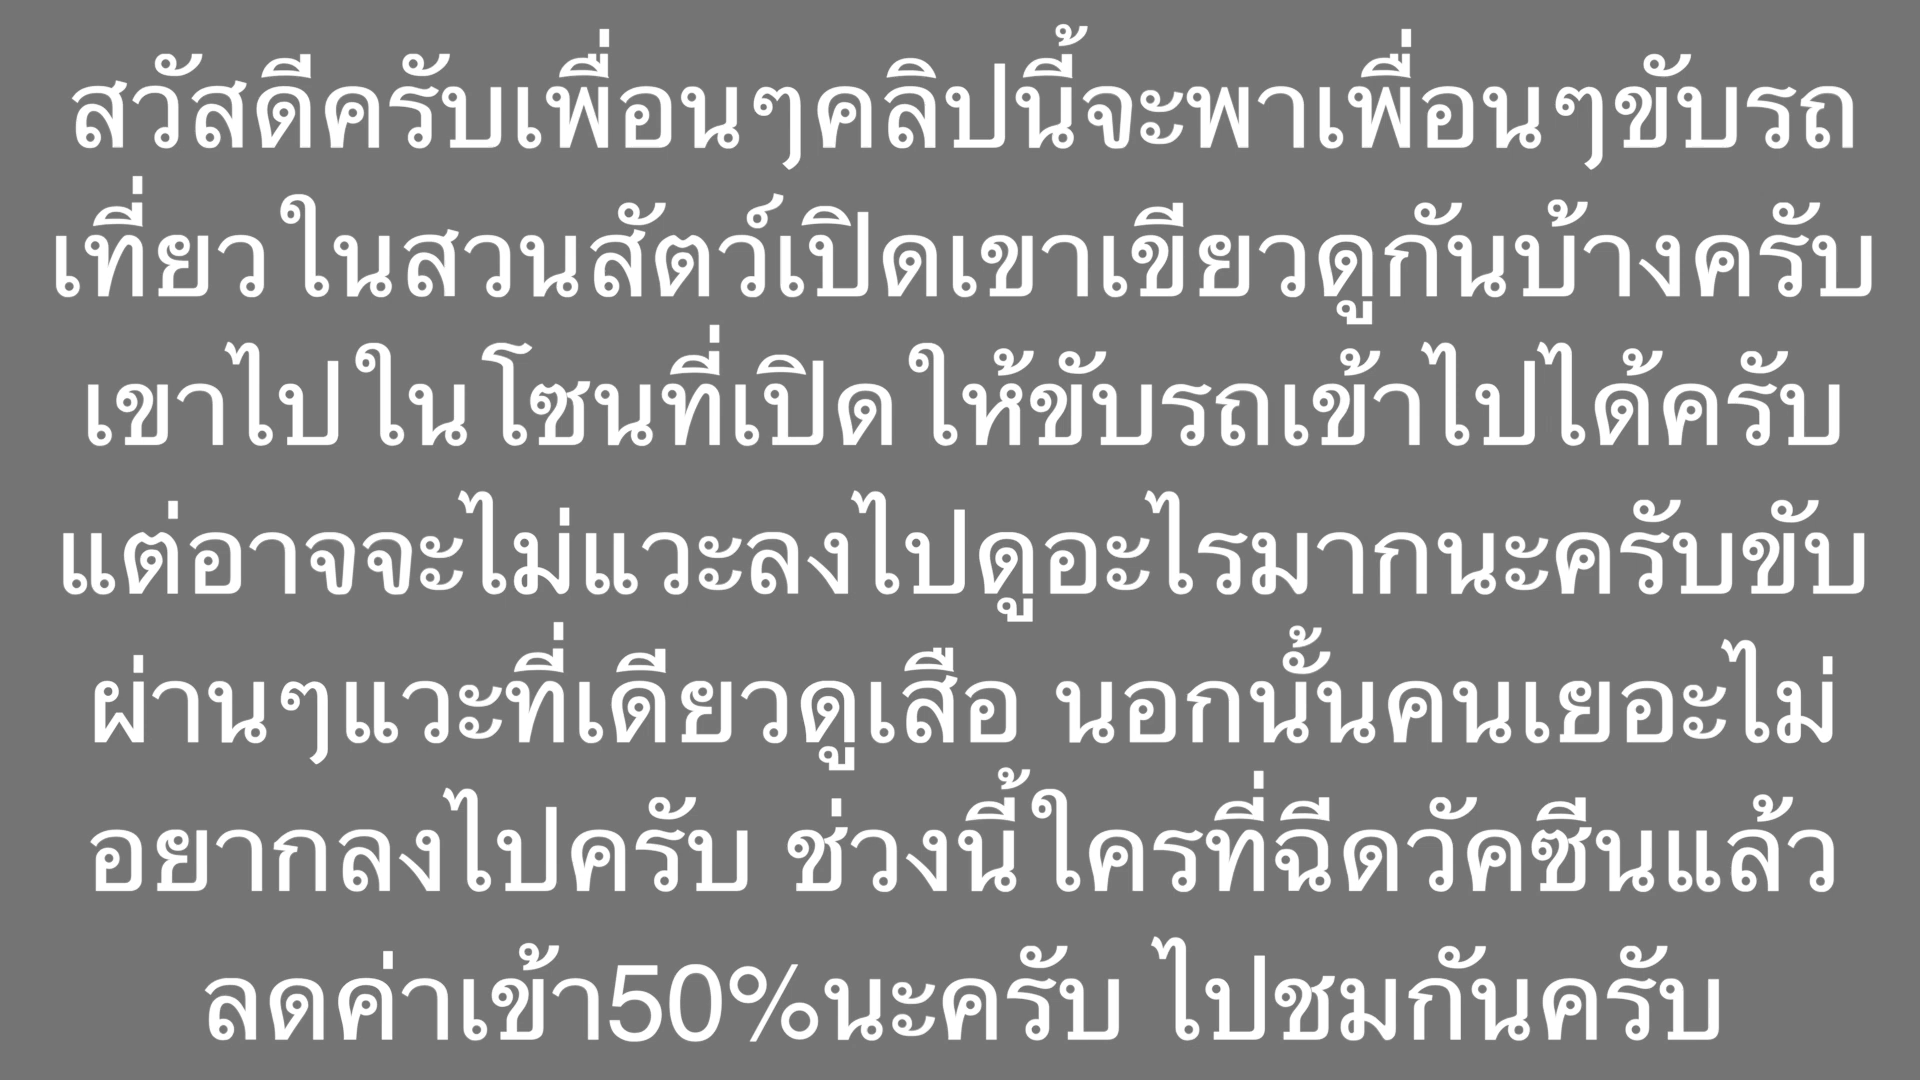 สวัสดีครับเพื่อนๆคลิปนี้จะพาเพื่อนๆขับรถ
เที่ยวในสวนสัตว์เปิดเขาเขียวดูกันบ้างครับ
เขาไปในโซนที่เปิดให้ขับรถเข้าไปได้ครับ
แต่อาจจะไม่แวะลงไปดูอะไรมากนะครับขับ
ผ่านๆแวะที่เดียวดูเสือ นอกนั้นคนเยอะไม่
อยากลงไปครับ ช่วงนี้ใครที่ฉีดวัคซีนแล้ว
ลดค่าเข้า50%นะครับ ไปชมกันครับ